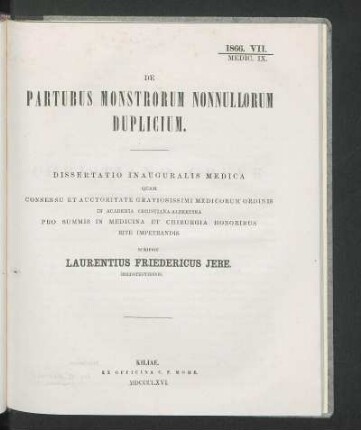 1866. VII.
MEDIC. IX.
DE
PARTUBUS MONSTRORUM NONNULLORUM
DUPLICIUM.
DISSERTATIO INAUGURALIS MEDICA
QUAM
CONSENSU ET AUCTORITATE GRATIOSISSIMI MEDICORUM ORDINIS
IN ACADEMIA CHRISTIANA-ALBERTINA
PRO SUMMIS IN MEDICINA ET CHIRURGIA HONORIBUS
RITE IMPETRANDIS
SCRIPSIT
LAURENTIUS FRIEDERICUS JEBE.
KILIAE.
EX OFFICINA C. F. MOHR.
MDCCCLXVI.